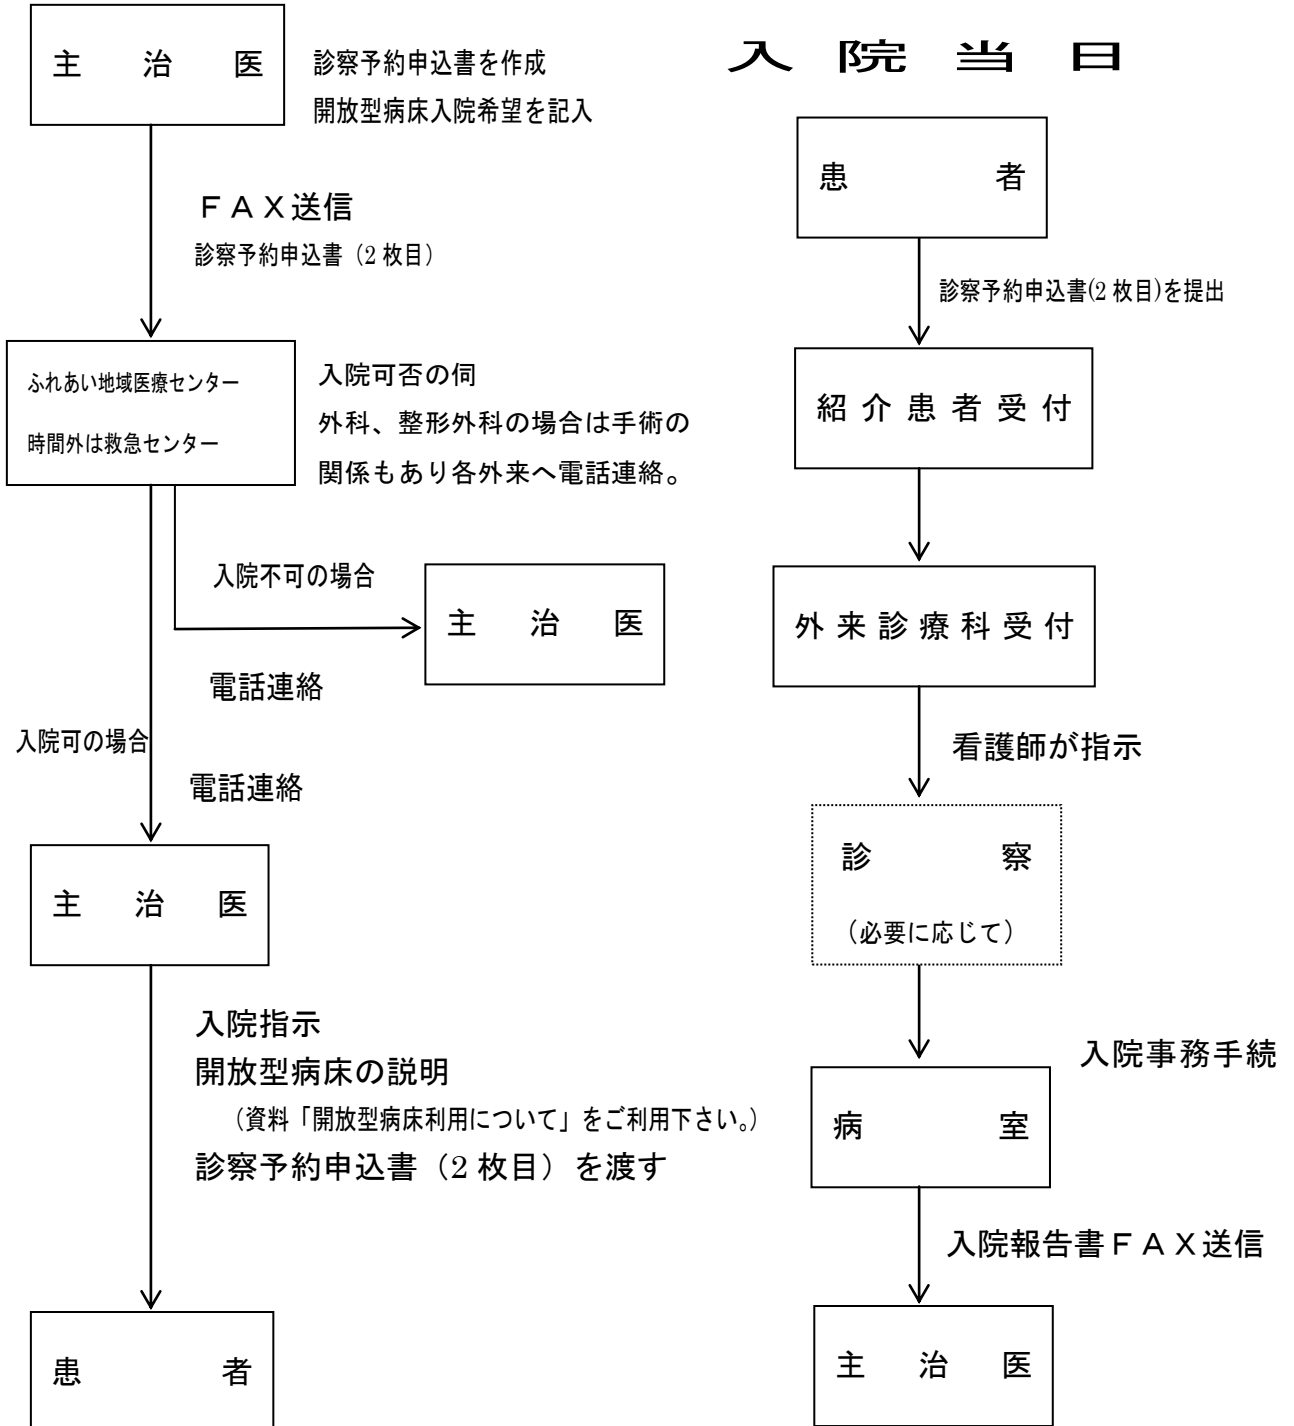 主治医
診察予約申込書を作成
開放型病床入院希望を記入
ＦＡＸ送信
診察予約申込書（2 枚目）
ふれあい地域医療センター
時間外は救急センター
入院可否の伺
外科、整形外科の場合は手術の
関係もあり各外来へ電話連絡。
入院不可の場合
主治医
電話連絡
入院可の場合
電話連絡
主治医
入院指示
開放型病床の説明
（資料「開放型病床利用について」をご利用下さい。）
診察予約申込書（2 枚目）を渡す
患者
入院当日
患者
診察予約申込書(2 枚目)を提出
紹介患者受付
外来診療科受付
看護師が指示
診察
（必要に応じて）
入院事務手続
病室
入院報告書ＦＡＸ送信
主治医